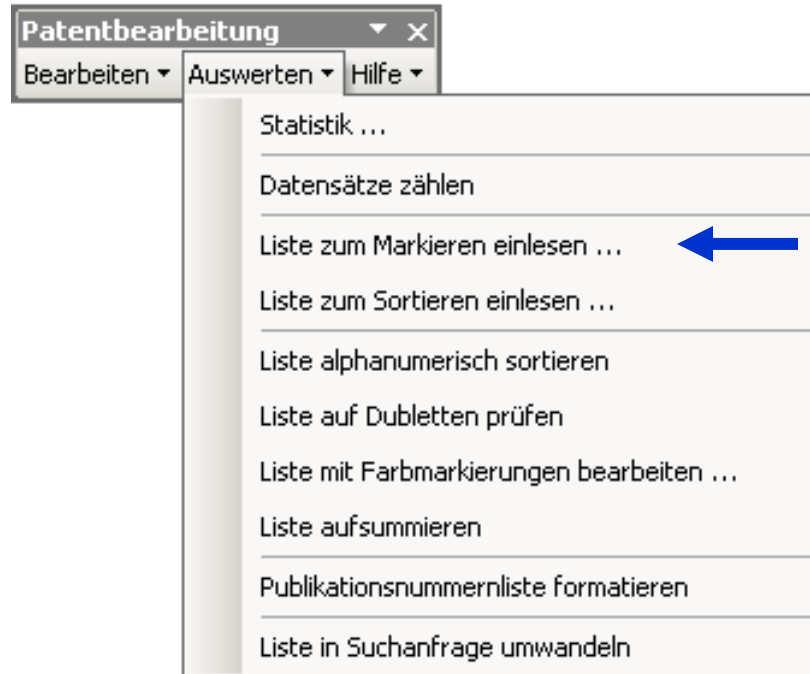 Patentbearbeitung
Bearbeiten Auswerten Hilfe
Statistik ...
Datensätze zählen
Liste zum Markieren einlesen ...
Liste zum Sortieren einlesen ...
Liste alphanumerisch sortieren
Liste auf Dubletten prüfen
Liste mit Farbmarkierungen bearbeiten ...
Liste aufsummieren
Publikationsnummernliste formatieren
Liste in Suchanfrage umwandeln